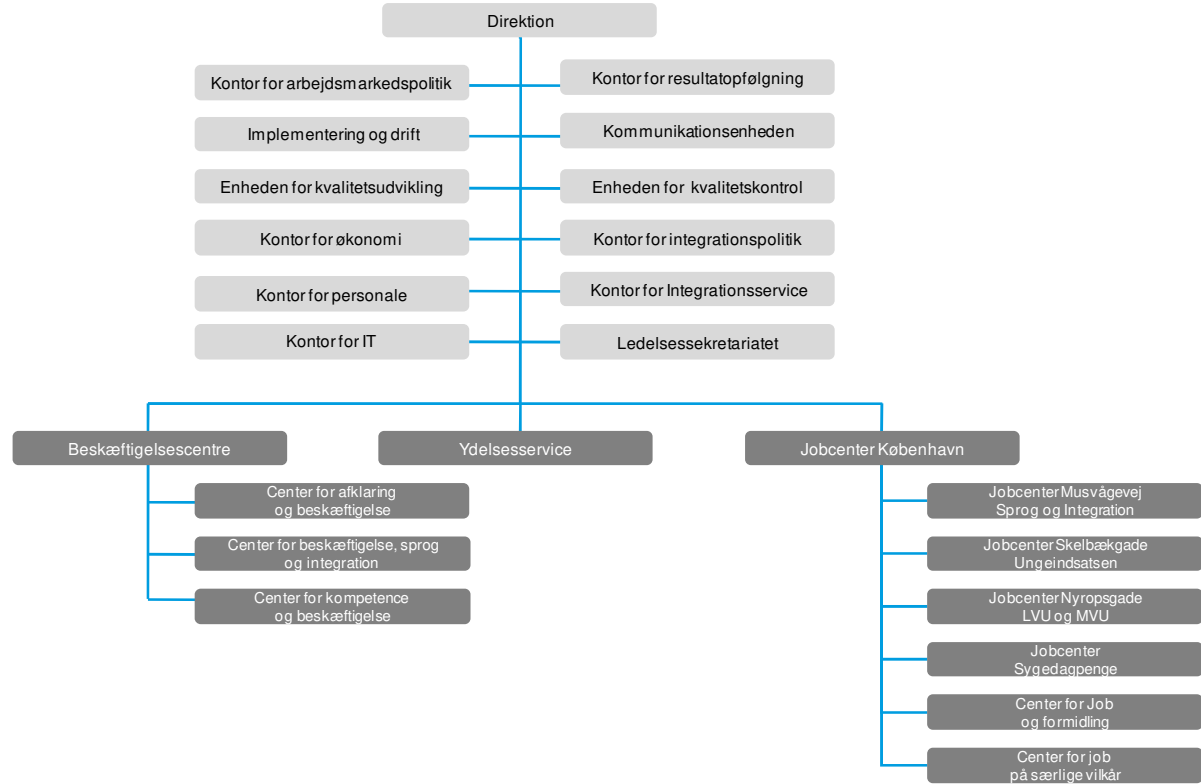 Direktion
Kontor for arbejdsmarkedspolitik
Kontor for resultatopfølgning
Implementering og drift
Kommunikationsenheden
Enheden for kvalitetsudvikling
Enheden for kvalitetskontrol
Kontor for økonomi
Kontor for integrationspolitik
Kontor for personale
Kontor for Integrationsservice
Kontor for IT
Ledelsessekretariatet
Beskæftigelsescentre
Ydelsesservice
Jobcenter København
Center for afklaring
og beskæftigelse
Center for beskæftigelse, sprog
og integration
Center for kompetence
og beskæftigelse
Jobcenter Musvågevej
Sprog og Integration
Jobcenter Skelbækgade
Ungeindsatsen
Jobcenter Nyropsgade
LVU og MVU
Jobcenter
Sygedagpenge
Center for Job
og formidling
Center for job
på særlige vilkår